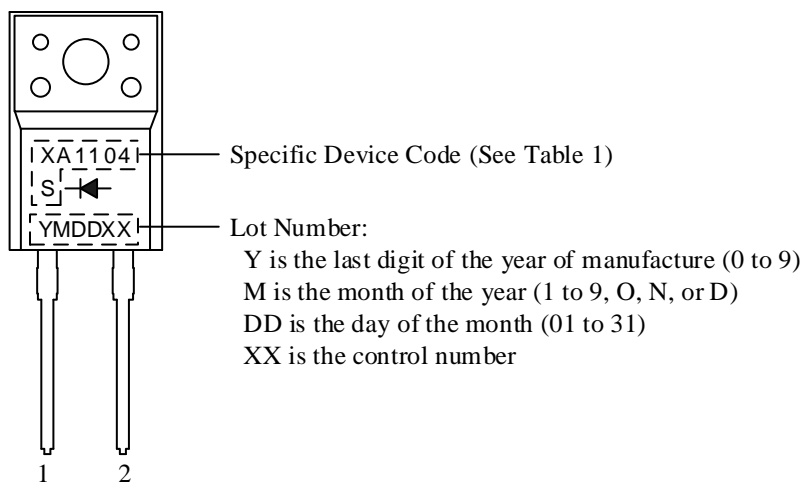 XA1104
S
YMDDXX
1 2
Specific Device Code (See Table 1)
Lot Number:
Y is the last digit of the year of manufacture (0 to 9)
M is the month of the year (1 to 9, O, N, or D)
DD is the day of the month (01 to 31)
XX is the control number